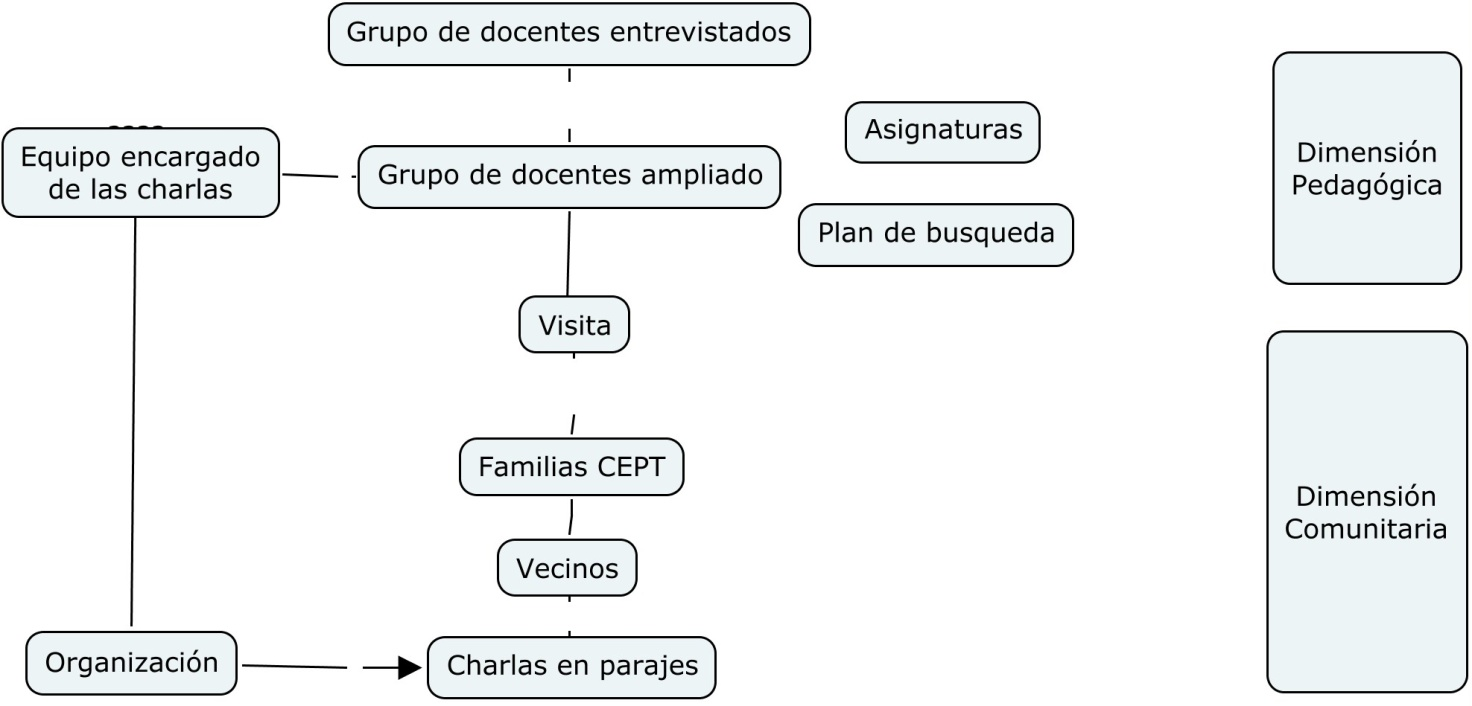 Grupo de docentes entrevistados
Asignaturas
Equipo encargado
de las charlas
Grupo de docentes ampliado
Dimensión
Pedagógica
Plan de busqueda
Visita
Familias CEPT
Dimensión
Comunitaria
Vecinos
Organización
Charlas en parajes